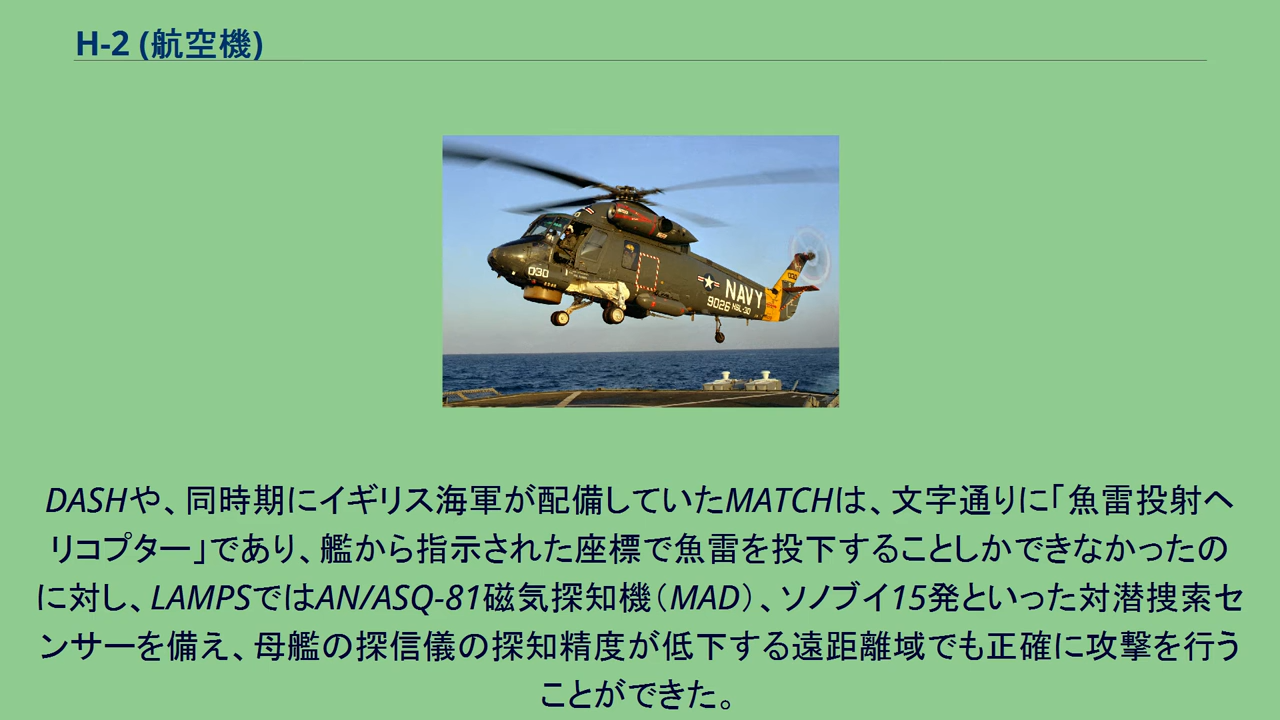 H-2 (航空機)
030
NAVY
9026 HSL-30
DASHや、同時期にイギリス海軍が配備していたMATCHは、文字通りに「魚雷投射ヘ
リコプター」であり、艦から指示された座標で魚雷を投下することしかできなかったの
に対し、LAMPSではAN/ASQ-81磁気探知機（MAD）、ソノブイ15発といった対潜捜索セ
ンサーを備え、母艦の探信儀の探知精度が低下する遠距離域でも正確に攻撃を行う
ことができた。